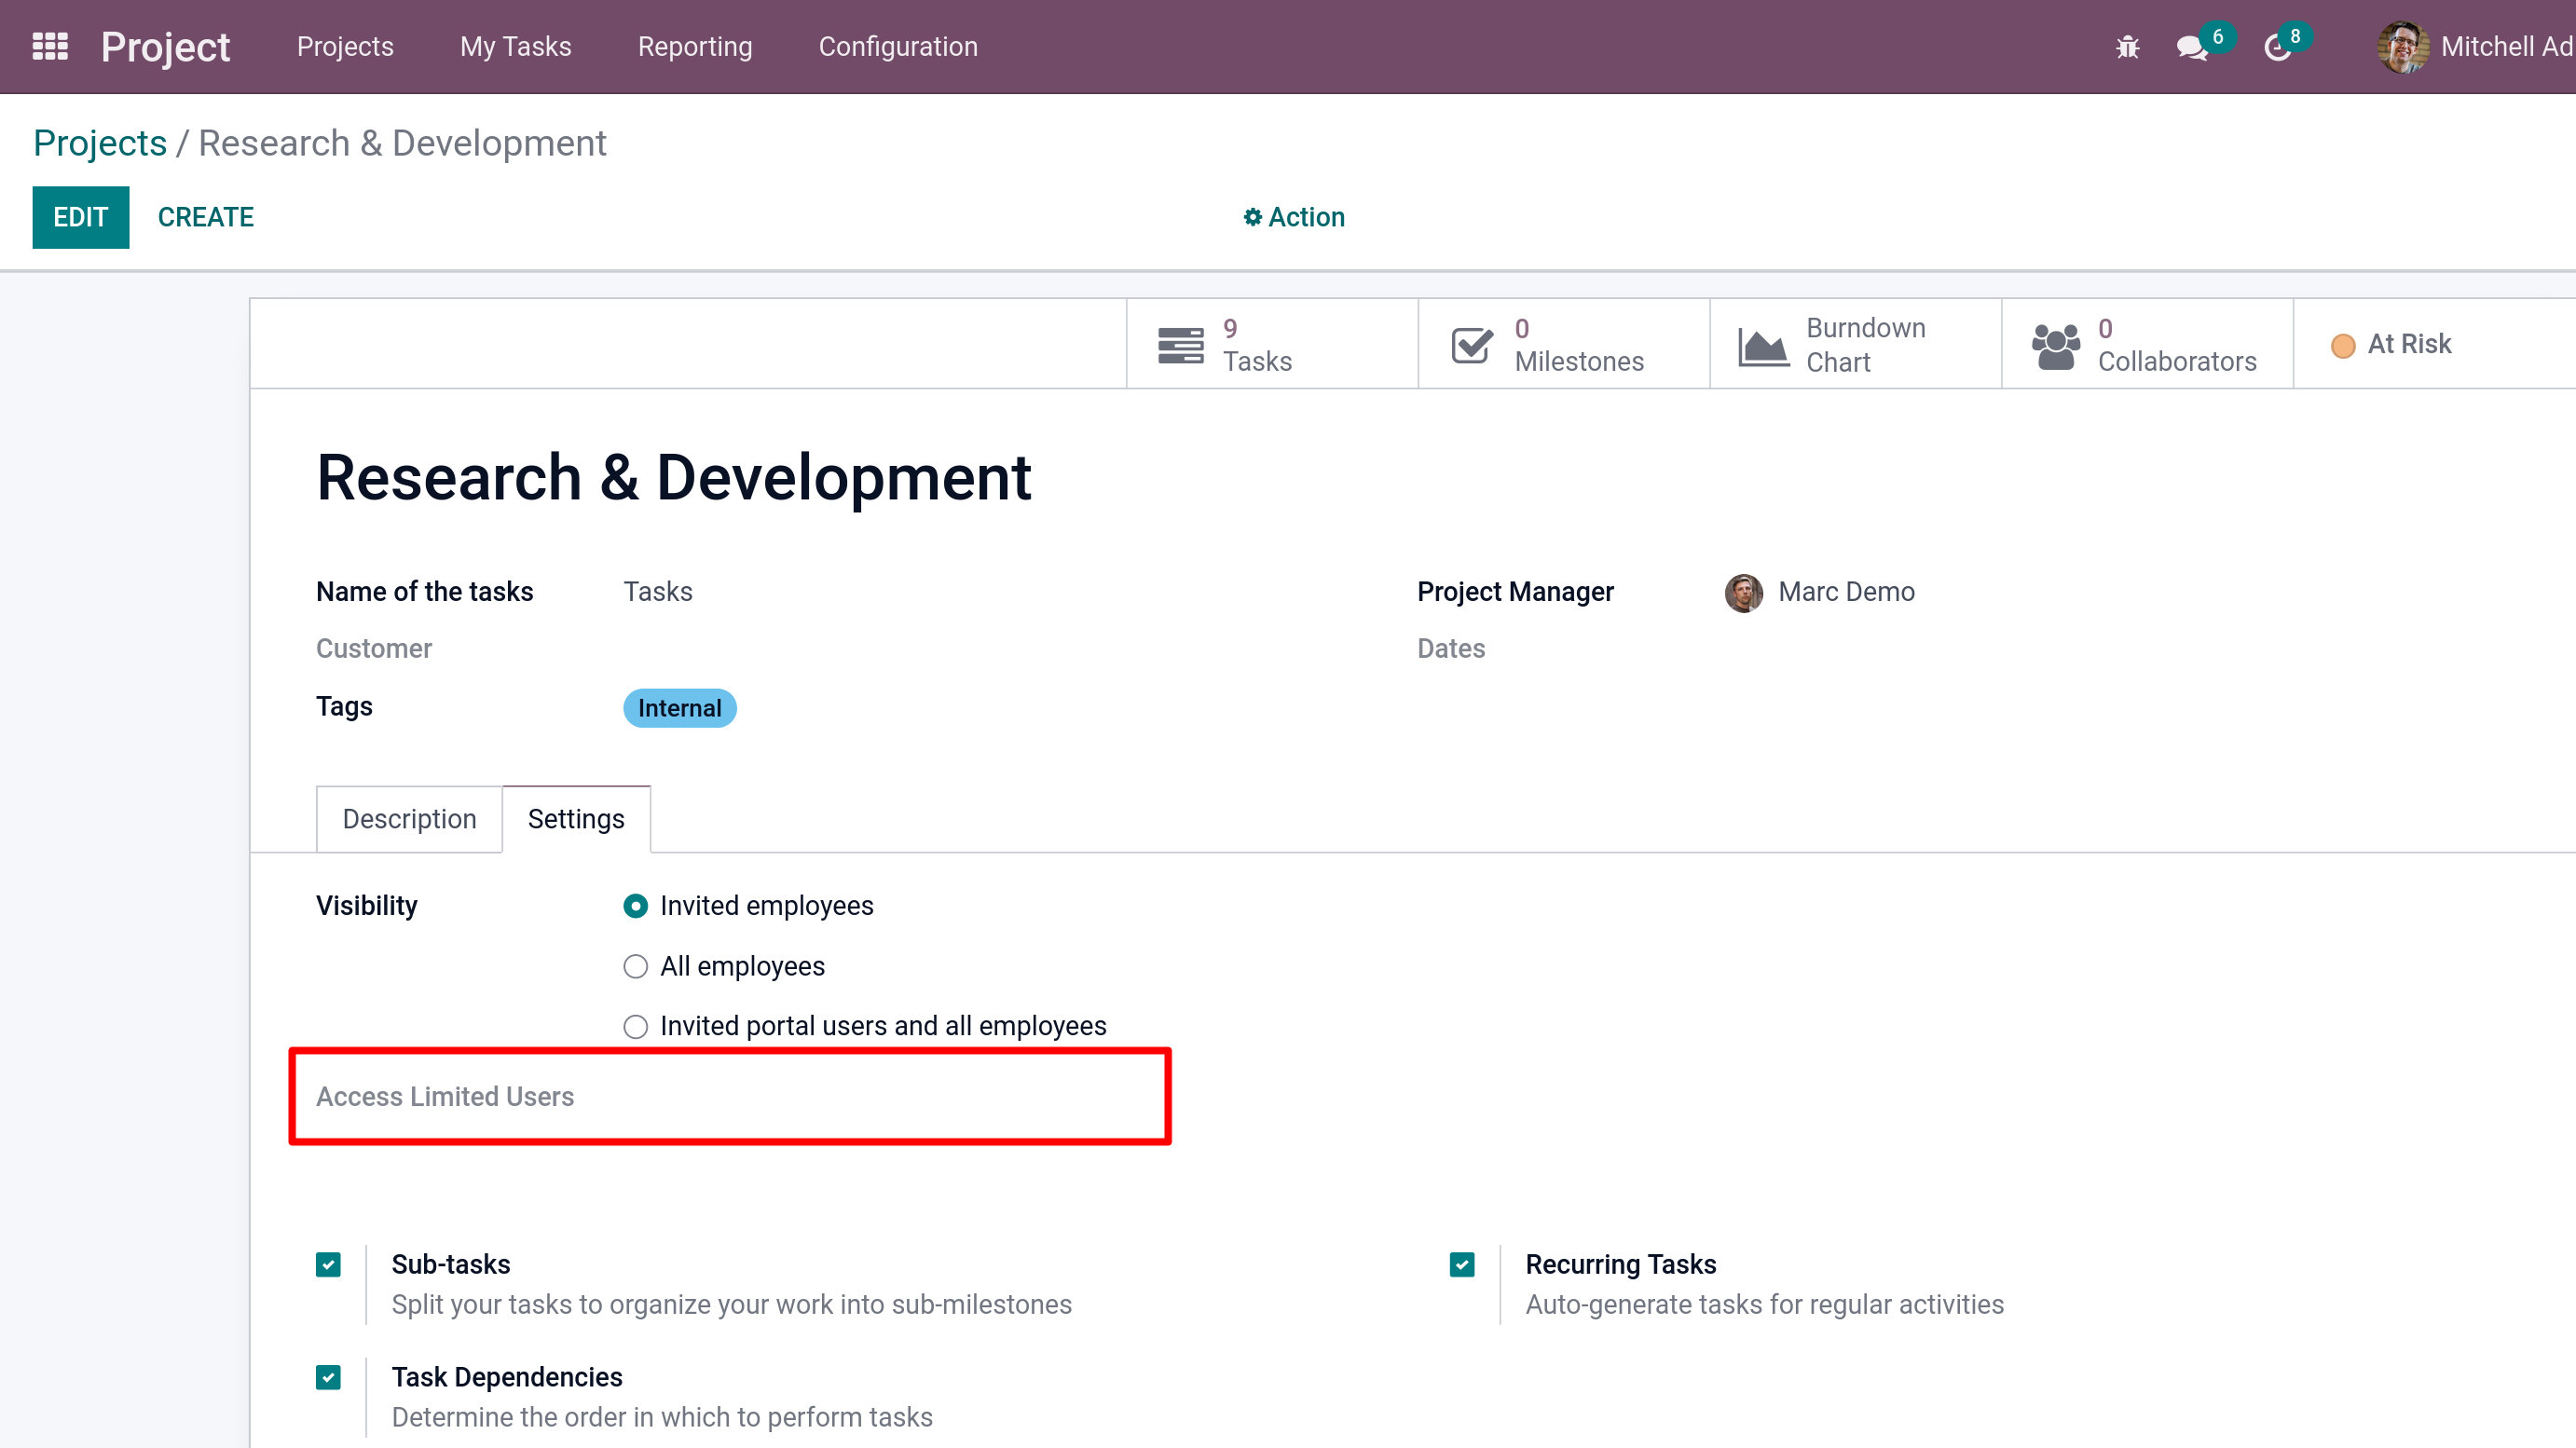 Project Projects My Tasks Reporting Configuration 6 8 Mitchell Ad
Projects / Research & Development
EDIT CREATE Action
9 Tasks
0 Milestones
Burndown Chart
0 Collaborators
At Risk
Research & Development
Name of the tasks Tasks
Project Manager Marc Demo
Customer
Dates
Tags Internal
Description Settings
Visibility Invited employees
All employees
Invited portal users and all employees
Access Limited Users
Sub-tasks
Split your tasks to organize your work into sub-milestones
Recurring Tasks
Auto-generate tasks for regular activities
Task Dependencies
Determine the order in which to perform tasks